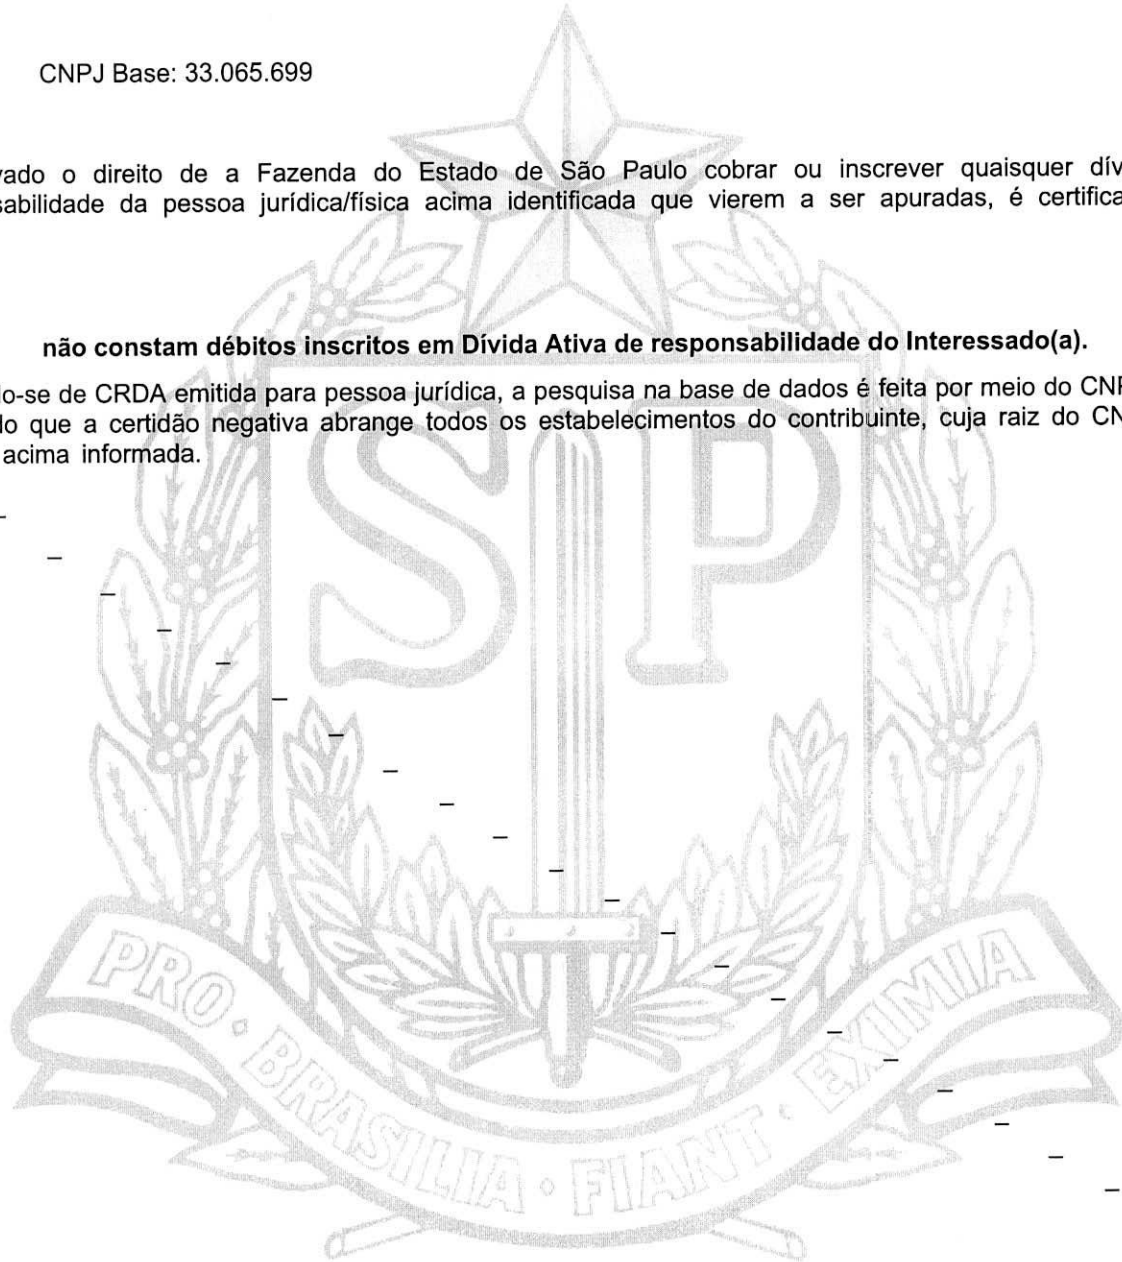 CNPJ Base: 33.065.699
vado o direito de a Fazenda do Estado de São Paulo cobrar ou inscrever quaisquer dív
sabilidade da pessoa jurídica/física acima identificada que vierem a ser apuradas, é certifica
não constam débitos inscritos em Dívida Ativa de responsabilidade do Interessado(a).
lo-se de CRDA emitida para pessoa jurídica, a pesquisa na base de dados é feita por meio do CNP
do que a certidão negativa abrange todos os estabelecimentos do contribuinte, cuja raiz do CN
acima informada.
SP
PRO · BRASILIA · FIANT · EXIMIA